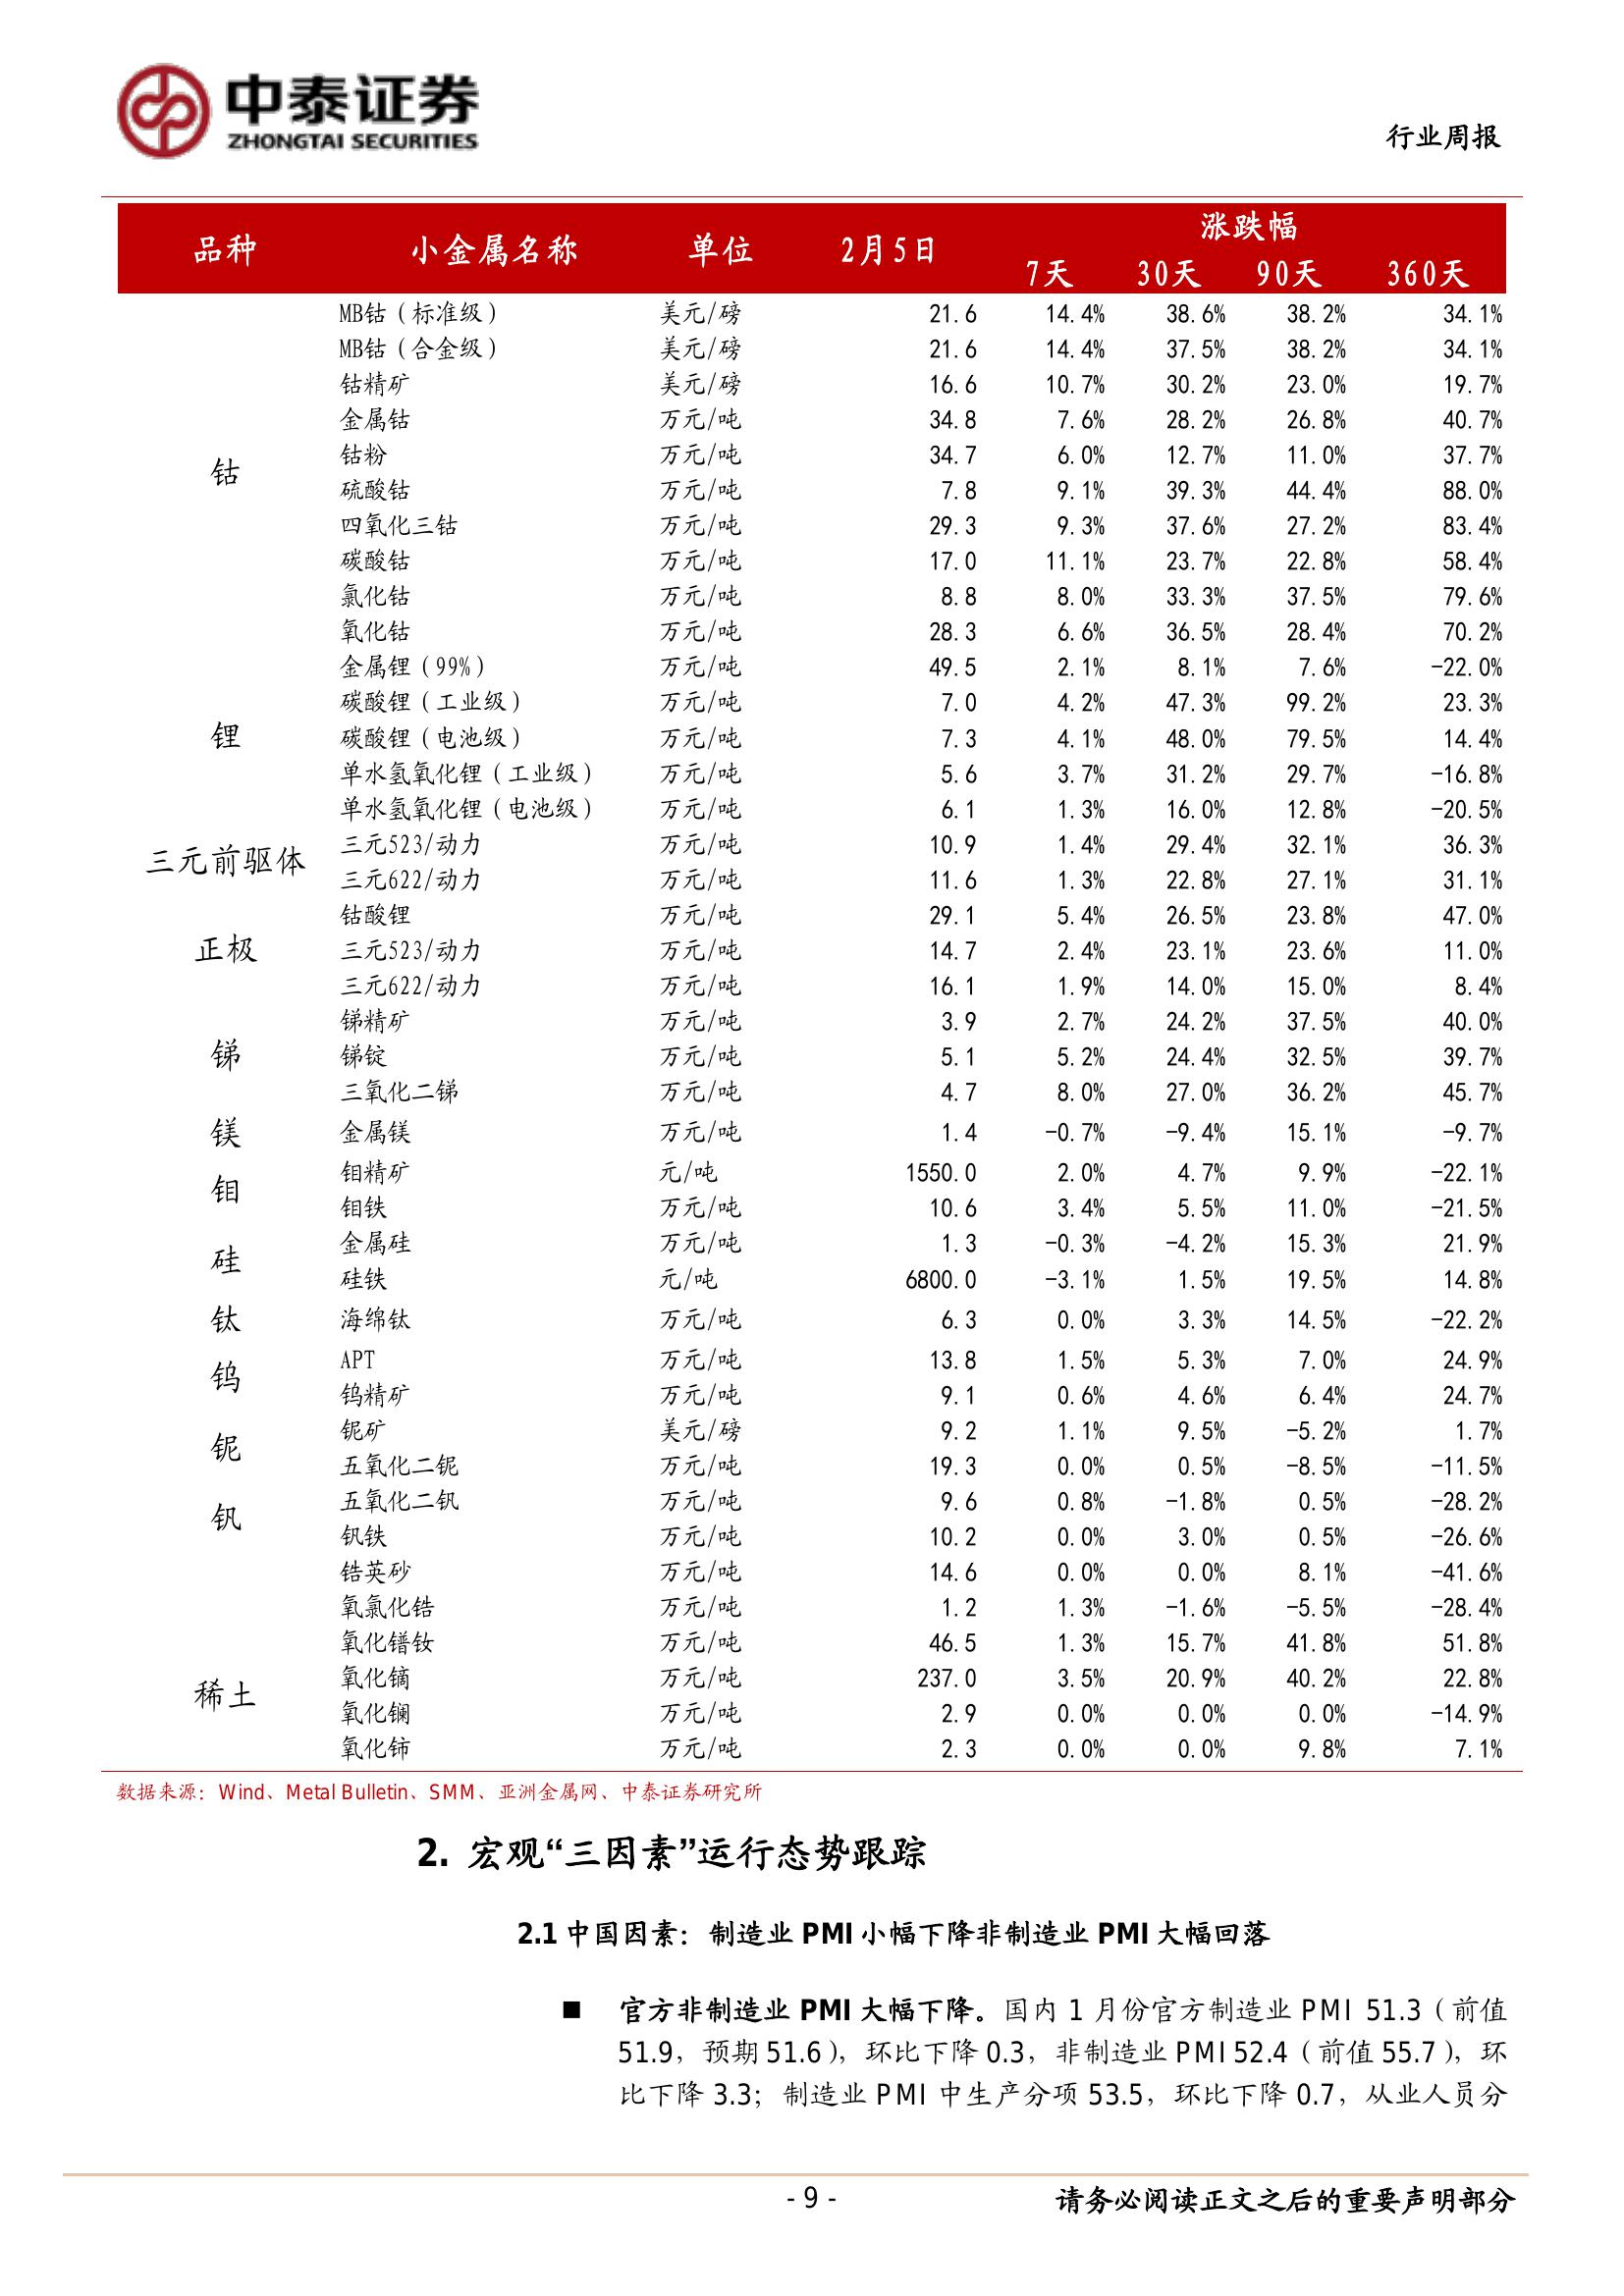 中泰证券
ZHONGTAI SECURITIES
行业周报
品种 小金属名称 单位 2月5日 涨跌幅
7天 30天 90天 360天
MB钴（标准级） 美元/磅 21.6 14.4% 38.6% 38.2% 34.1%
MB钴（合金级） 美元/磅 21.6 14.4% 37.5% 38.2% 34.1%
钴精矿 美元/磅 16.6 10.7% 30.2% 23.0% 19.7%
金属钴 万元/吨 34.8 7.6% 28.2% 26.8% 40.7%
钴粉 万元/吨 34.7 6.0% 12.7% 11.0% 37.7%
钴
硫酸钴 万元/吨 7.8 9.1% 39.3% 44.4% 88.0%
四氧化三钴 万元/吨 29.3 9.3% 37.6% 27.2% 83.4%
碳酸钴 万元/吨 17.0 11.1% 23.7% 22.8% 58.4%
氯化钴 万元/吨 8.8 8.0% 33.3% 37.5% 79.6%
氧化钴 万元/吨 28.3 6.6% 36.5% 28.4% 70.2%
金属锂（99%） 万元/吨 49.5 2.1% 8.1% 7.6% -22.0%
碳酸锂（工业级） 万元/吨 7.0 4.2% 47.3% 99.2% 23.3%
锂 碳酸锂（电池级） 万元/吨 7.3 4.1% 48.0% 79.5% 14.4%
单水氢氧化锂（工业级） 万元/吨 5.6 3.7% 31.2% 29.7% -16.8%
单水氢氧化锂（电池级） 万元/吨 6.1 1.3% 16.0% 12.8% -20.5%
三元前驱体 三元523/动力 万元/吨 10.9 1.4% 29.4% 32.1% 36.3%
三元622/动力 万元/吨 11.6 1.3% 22.8% 27.1% 31.1%
钴酸锂 万元/吨 29.1 5.4% 26.5% 23.8% 47.0%
正极 三元523/动力 万元/吨 14.7 2.4% 23.1% 23.6% 11.0%
三元622/动力 万元/吨 16.1 1.9% 14.0% 15.0% 8.4%
锑精矿 万元/吨 3.9 2.7% 24.2% 37.5% 40.0%
锑 锑锭 万元/吨 5.1 5.2% 24.4% 32.5% 39.7%
三氧化二锑 万元/吨 4.7 8.0% 27.0% 36.2% 45.7%
镁 金属镁 万元/吨 1.4 -0.7% -9.4% 15.1% -9.7%
钼 钼精矿 元/吨 1550.0 2.0% 4.7% 9.9% -22.1%
钼铁 万元/吨 10.6 3.4% 5.5% 11.0% -21.5%
硅 金属硅 万元/吨 1.3 -0.3% -4.2% 15.3% 21.9%
硅铁 元/吨 6800.0 -3.1% 1.5% 19.5% 14.8%
钛 海绵钛 万元/吨 6.3 0.0% 3.3% 14.5% -22.2%
钨 APT 万元/吨 13.8 1.5% 5.3% 7.0% 24.9%
钨精矿 万元/吨 9.1 0.6% 4.6% 6.4% 24.7%
铌 铌矿 美元/磅 9.2 1.1% 9.5% -5.2% 1.7%
五氧化二铌 万元/吨 19.3 0.0% 0.5% -8.5% -11.5%
钒 五氧化二钒 万元/吨 9.6 0.8% -1.8% 0.5% -28.2%
钒铁 万元/吨 10.2 0.0% 3.0% 0.5% -26.6%
锆英砂 万元/吨 14.6 0.0% 0.0% 8.1% -41.6%
氧氯化锆 万元/吨 1.2 1.3% -1.6% -5.5% -28.4%
氧化镨钕 万元/吨 46.5 1.3% 15.7% 41.8% 51.8%
稀土 氧化镝 万元/吨 237.0 3.5% 20.9% 40.2% 22.8%
氧化镧 万元/吨 2.9 0.0% 0.0% 0.0% -14.9%
氧化铈 万元/吨 2.3 0.0% 0.0% 9.8% 7.1%
数据来源：Wind、Metal Bulletin、SMM、亚洲金属网、中泰证券研究所
2. 宏观“三因素”运行态势跟踪
2.1 中国因素：制造业 PMI 小幅下降非制造业 PMI 大幅回落
■ 官方非制造业 PMI 大幅下降。国内 1 月份官方制造业 PMI 51.3（前值
51.9，预期 51.6），环比下降 0.3，非制造业 PMI 52.4（前值 55.7），环
比下降 3.3；制造业 PMI 中生产分项 53.5，环比下降 0.7，从业人员分
- 9 -
请务必阅读正文之后的重要声明部分